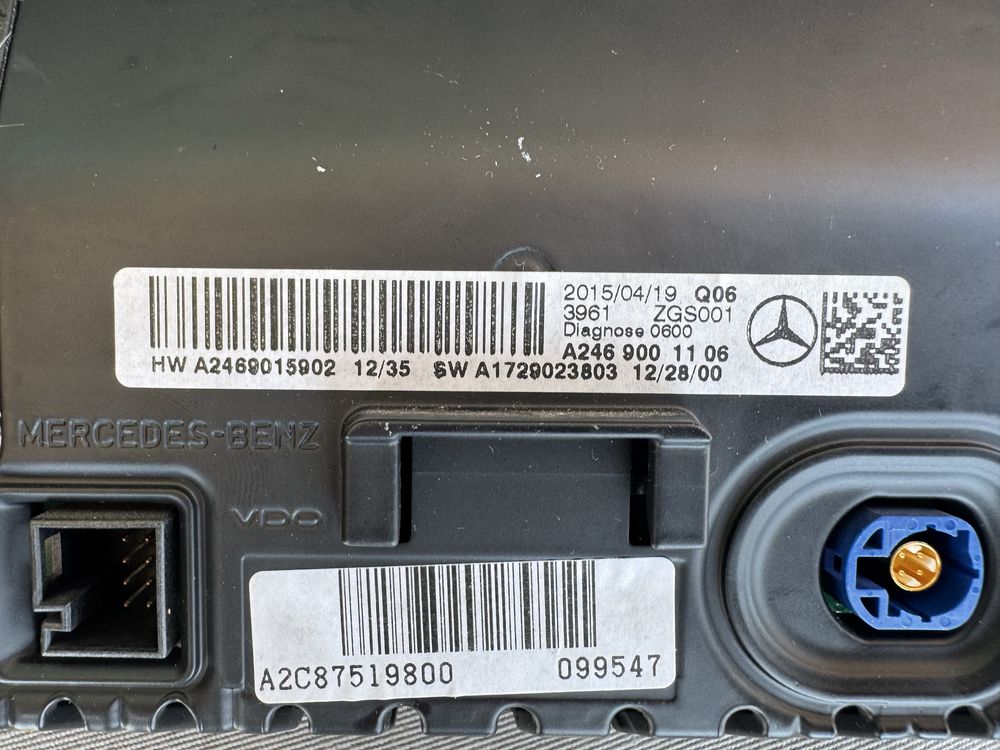 2015/04/19 Q06
3961 ZGS001
Diagnose 0600
A246 900 11 06
HW A2469015902 12/35 SW A1729023803 12/28/00
MERCEDES-BENZ
VDO
A2C87519800 099547